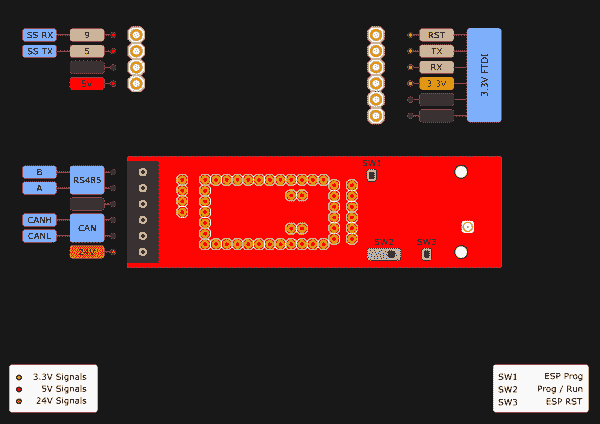 SS RX 9
SS TX 5
5v
RST
TX
RX
3.3V
3.3V FTDI
B
A
RS485
CANH
CANL
CAN
24V
SW1
SW2
SW3
3.3V Signals
5V Signals
24V Signals
SW1 ESP Prog
SW2 Prog / Run
SW3 ESP RST